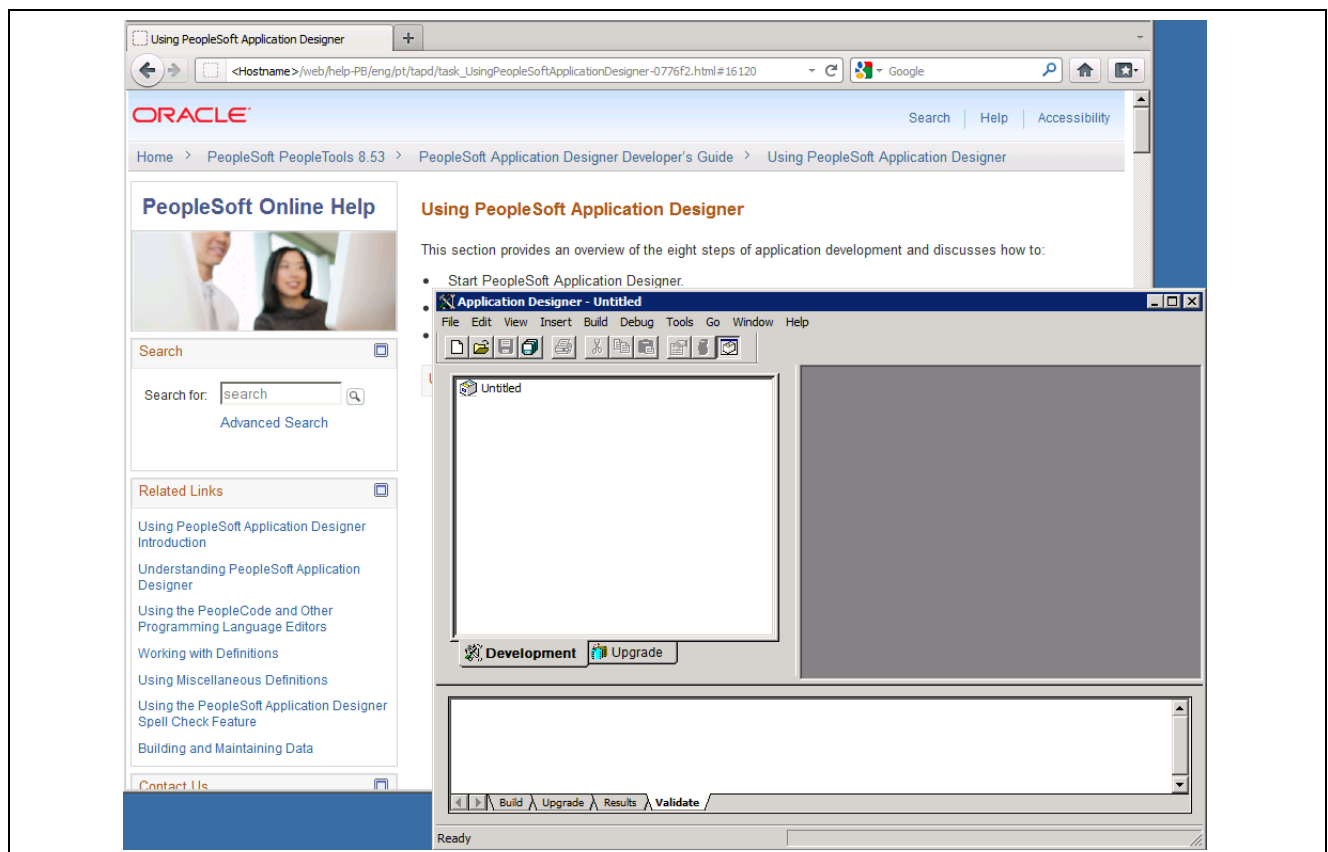 Using PeopleSoft Application Designer
<Hostname>/web/help-PB/eng/pt/tapd/task_UsingPeopleSoftApplicationDesigner-0776f2.html#16120
Google
ORACLE
Search Help Accessibility
Home > PeopleSoft PeopleTools 8.53 > PeopleSoft Application Designer Developer's Guide > Using PeopleSoft Application Designer
PeopleSoft Online Help
Search
Search for: search
Advanced Search
Related Links
Using PeopleSoft Application Designer
Introduction
Understanding PeopleSoft Application
Designer
Using the PeopleCode and Other
Programming Language Editors
Working with Definitions
Using Miscellaneous Definitions
Using the PeopleSoft Application Designer
Spell Check Feature
Building and Maintaining Data
Contact Us
Using PeopleSoft Application Designer
This section provides an overview of the eight steps of application development and discusses how to:
• Start PeopleSoft Application Designer.
Application Designer - Untitled
File Edit View Insert Build Debug Tools Go Window Help
Untitled
Development Upgrade
Build Upgrade Results Validate
Ready